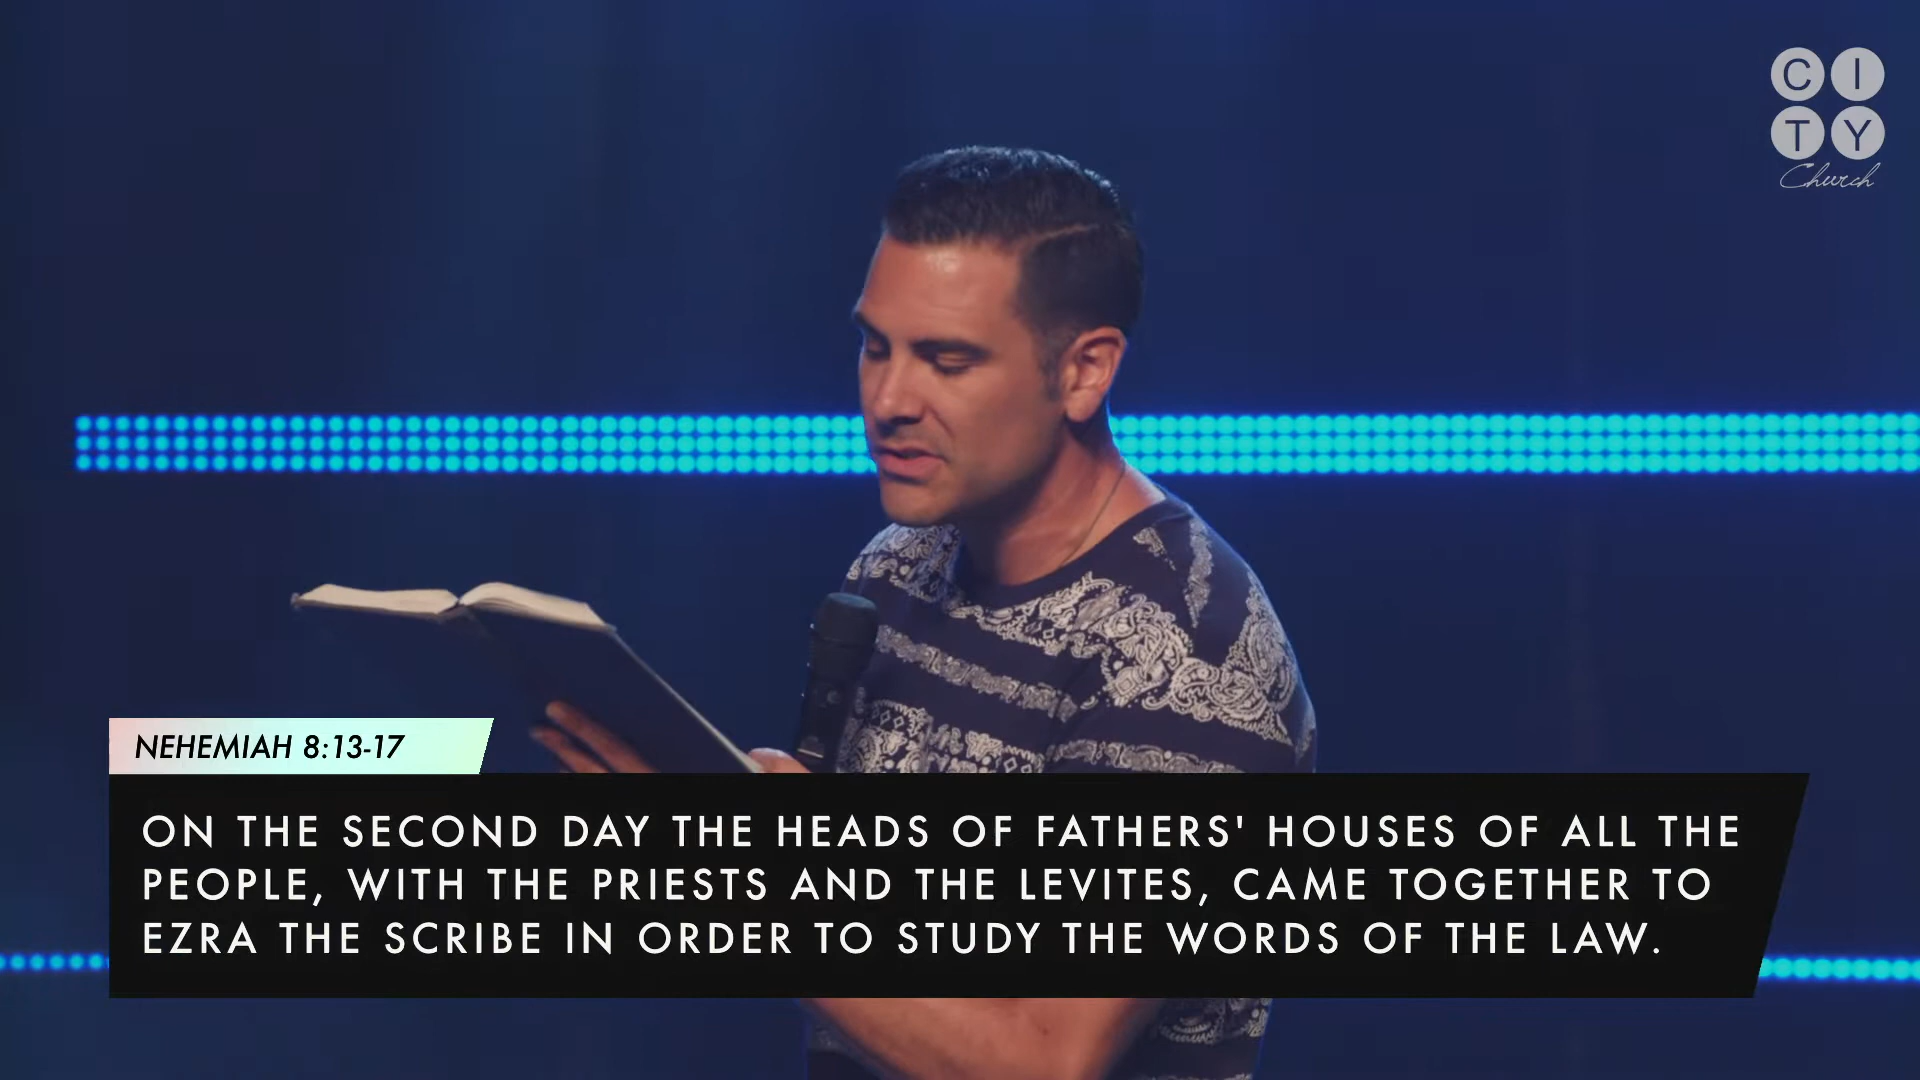 C I
T Y
Church
NEHEMIAH 8:13-17
ON THE SECOND DAY THE HEADS OF FATHERS' HOUSES OF ALL THE
PEOPLE, WITH THE PRIESTS AND THE LEVITES, CAME TOGETHER TO
EZRA THE SCRIBE IN ORDER TO STUDY THE WORDS OF THE LAW.